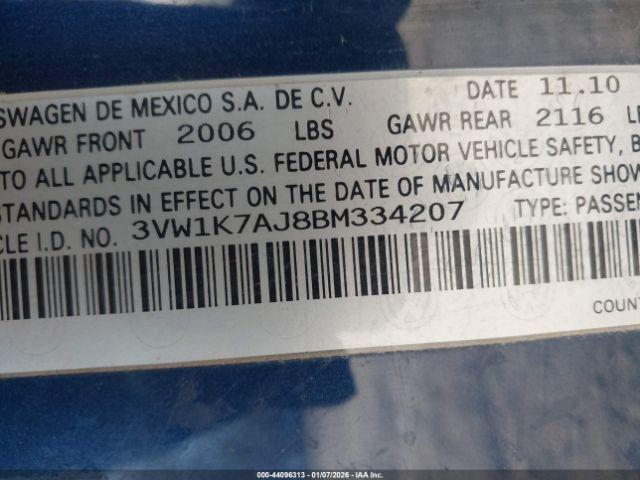 SWAGEN DE MEXICO S.A. DE C.V. DATE 11.10
GAWR FRONT 2006 LBS GAWR REAR 2116
TO ALL APPLICABLE U.S. FEDERAL MOTOR VEHICLE SAFETY, B
STANDARDS IN EFFECT ON THE DATE OF MANUFACTURE SHOW
CLE I.D. NO. 3VW1K7AJ8BM334207 TYPE: PASSEN
COUNT
000-44096313 - 01/07/2026 - IAAI.com